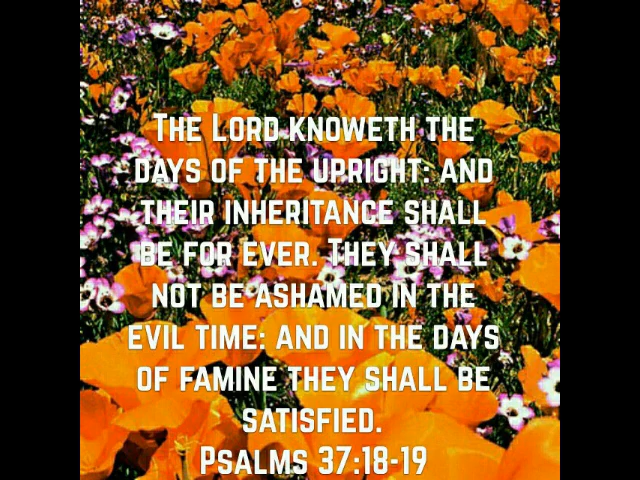 The Lord knoweth the
days of the upright: and
their inheritance shall
be for ever. They shall
not be ashamed in the
evil time: and in the days
of famine they shall be
satisfied.
Psalms 37:18-19